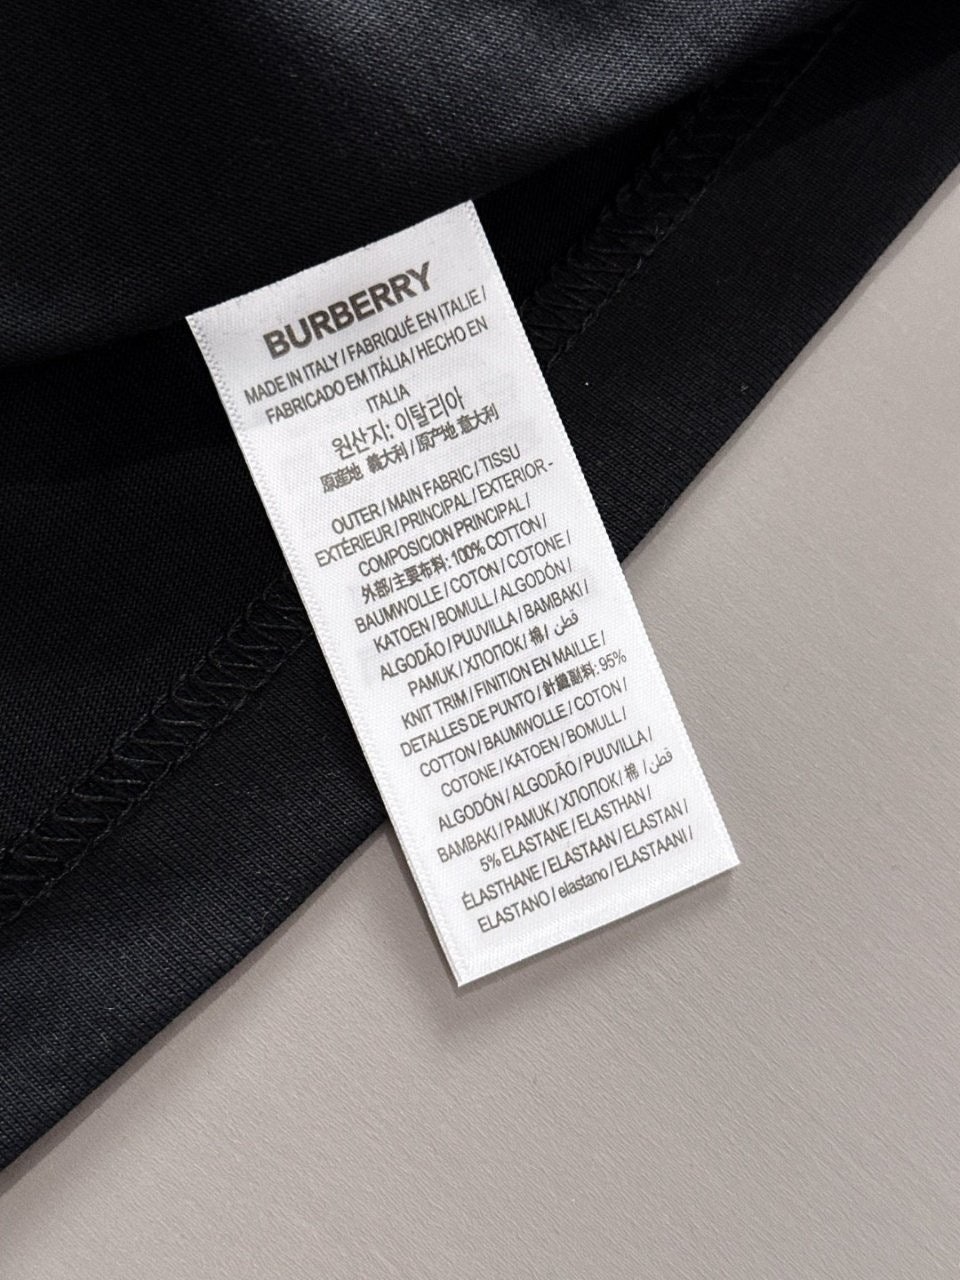 BURBERRY
MADE IN ITALY / FABRIQUÉ EN ITALIE /
FABRICADO EM ITÁLIA / HECHO EN
ITALIA
원산지: 이탈리아
原産地 義大利 / 原产地 意大利
OUTER / MAIN FABRIC / TISSU
EXTÉRIEUR / PRINCIPAL / EXTERIOR -
COMPOSICION PRINCIPAL /
外部/主要布料: 100% COTTON /
BAUMWOLLE / COTON / COTONE /
KATOEN / BOMULL / ALGODÓN /
ALGODÃO / PUUVILLA / BAMBAKI /
PAMUK / ΧΛΟΠΟΚ / 棉/ قطن
KNIT TRIM / FINITION EN MAILLE /
DETALLES DE PUNTO / 針織副料: 95%
COTTON / BAUMWOLLE / COTON /
COTONE / KATOEN / BOMULL /
ALGODÓN / ALGODÃO / PUUVILLA /
BAMBAKI / PAMUK / ΧΛΟΠΟΚ / 棉 / قطن/
5% ELASTANE / ELASTHAN /
ÉLASTHANE / ELASTAAN / ELASTAN /
ELASTANO / elastano / ELASTAANI /